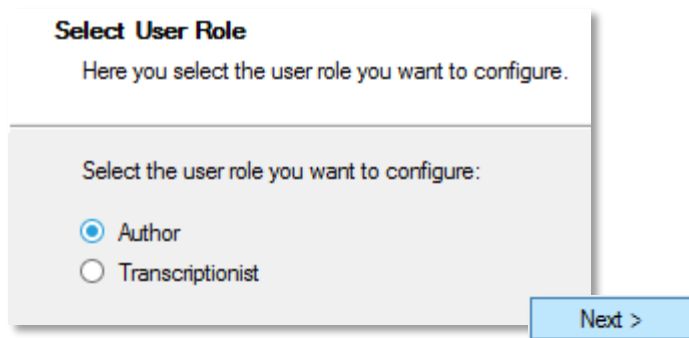 Select User Role
Here you select the user role you want to configure.
Select the user role you want to configure:
Author
Transcriptionist
Next >